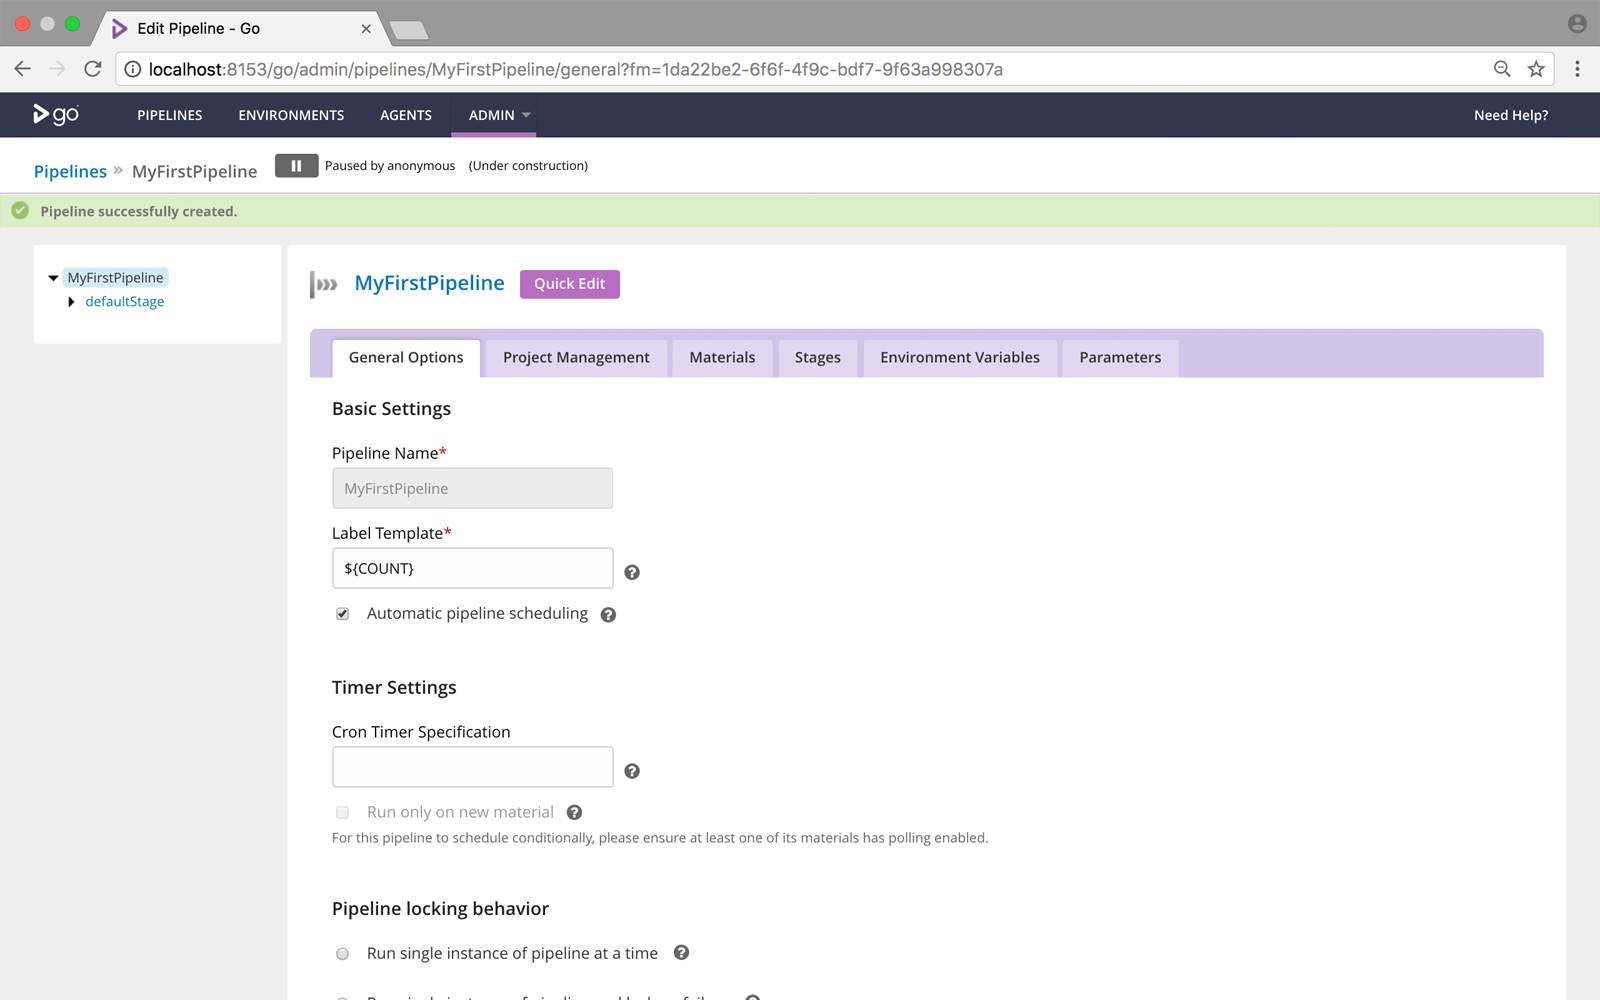 Edit Pipeline - Go
localhost:8153/go/admin/pipelines/MyFirstPipeline/general?fm=1da22be2-6f6f-4f9c-bdf7-9f63a998307a
go PIPELINES ENVIRONMENTS AGENTS ADMIN Need Help?
Pipelines » MyFirstPipeline Paused by anonymous (Under construction)
Pipeline successfully created.
MyFirstPipeline
defaultStage
MyFirstPipeline Quick Edit
General Options Project Management Materials Stages Environment Variables Parameters
Basic Settings
Pipeline Name*
MyFirstPipeline
Label Template*
${COUNT}
Automatic pipeline scheduling
Timer Settings
Cron Timer Specification
Run only on new material
For this pipeline to schedule conditionally, please ensure at least one of its materials has polling enabled.
Pipeline locking behavior
Run single instance of pipeline at a time